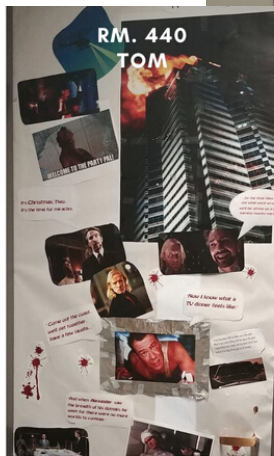 RM. 440
TOM
WELCOME TO THE PARTY PAL!
It's Christmas, Theo.
It's the time for miracles.
Now I know what a
TV dinner feels like.
"Come out the coast
we'll get together,
have a few laughs.
And when Alexander saw
the breadth of his domain, he
wept for there were no more
worlds to conquer.